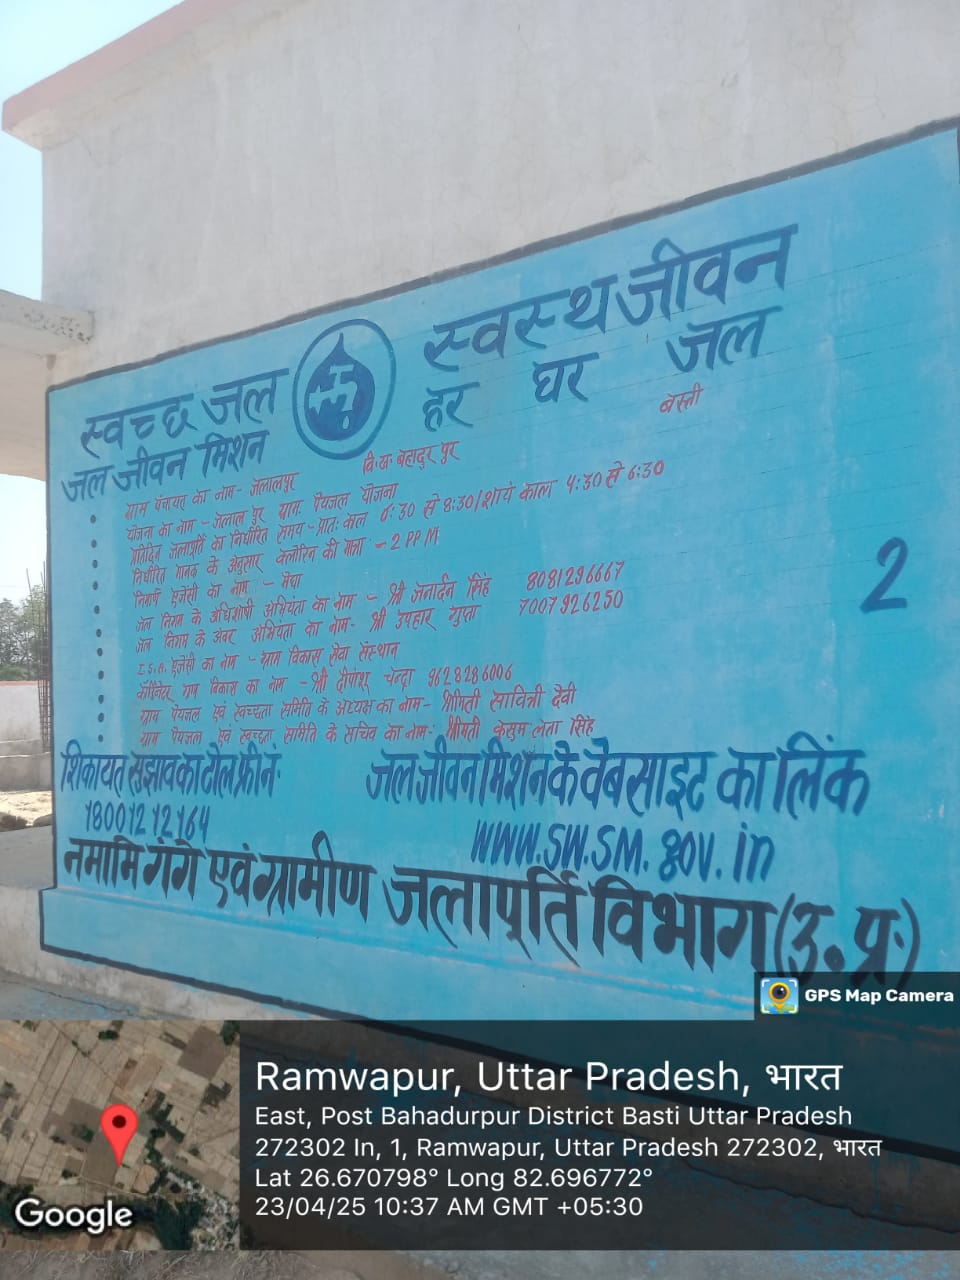 स्वच्छ जल स्वस्थ जीवन
जल जीवन मिशन हर घर जल
ग्राम पंचायत का नाम- जलालपुर वि.ख. बहादुर पुर बस्ती
योजना का नाम - जलाल पुर ग्राम. पेयजल योजना
प्रतिदिन जलापूर्ति का निर्धारित समय - प्रातः काल 6:30 से 8:30/शायं काल 4:30 से 6:30
निर्धारित मानक के अनुसार क्लोरिन की मात्रा - 2 PPM
निर्माण एजेंसी का नाम - मेघा
जल निगम के अधिशाषी अभियंता का नाम - श्री जनार्दन सिंह 8081296667
जल निगम के अवर अभियंता का नाम- श्री उपहार गुप्ता 7007926250
I.S.A. एजेंसी का नाम - ग्राम विकास सेवा संस्थान
का नाम - श्री चन्द्रा 9628286006
ग्राम पेयजल एवं स्वच्छता समिति के अध्यक्ष का नाम- श्रीमती सावित्री देवी
ग्राम पेयजल एवं स्वच्छता समिति के सचिव का नाम- श्रीमती कुसुम लता सिंह
2
शिकायत सुझाव का टोल फ्री नं. जल जीवन मिशन के वेबसाइट का लिंक
18001212164 WWW.SW.SM.gov.in
नमामि गंगे एवं ग्रामीण जलापूर्ति विभाग (उ.प्र.)
GPS Map Camera
Ramwapur, Uttar Pradesh, भारत
East, Post Bahadurpur District Basti Uttar Pradesh
272302 In, 1, Ramwapur, Uttar Pradesh 272302, भारत
Lat 26.670798° Long 82.696772°
23/04/25 10:37 AM GMT +05:30
Google